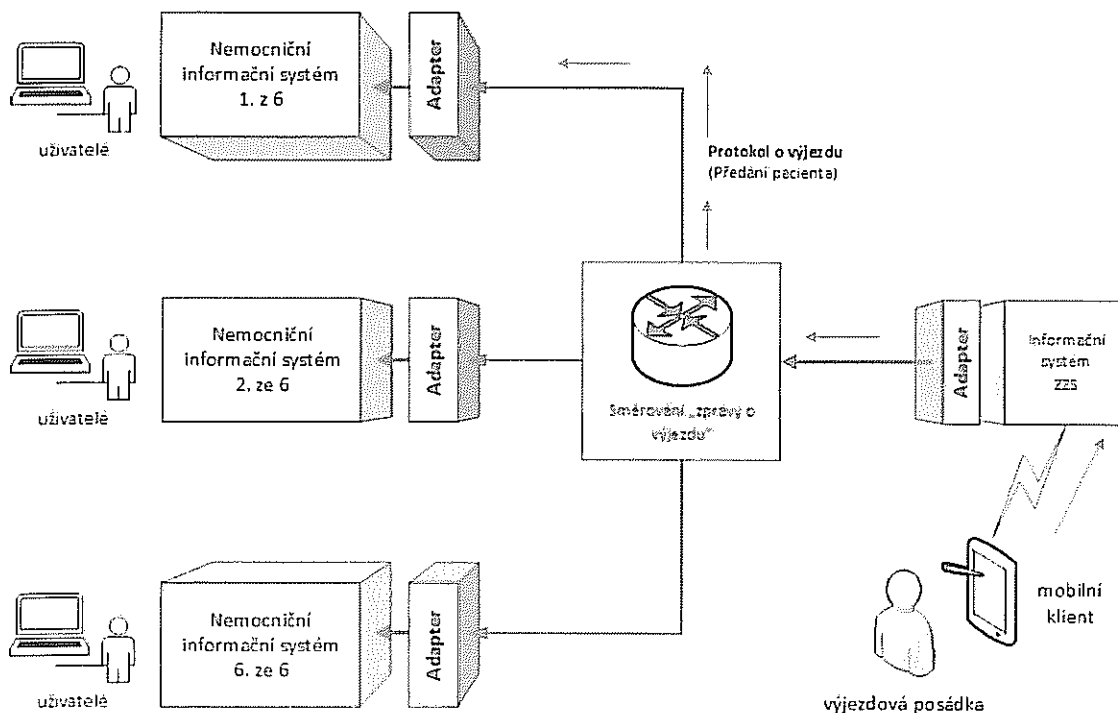 Nemocniční
informační systém
1. z 6
Adapter
uživatelé
Protokol o výjezdu
(Předání pacienta)
Nemocniční
informační systém
2. ze 6
Adapter
uživatelé
Směrování „zprávy o
výjezdu"
Adapter
Informační
systém
ZZS
Nemocniční
informační systém
6. ze 6
Adapter
uživatelé
mobilní
klient
výjezdová posádka